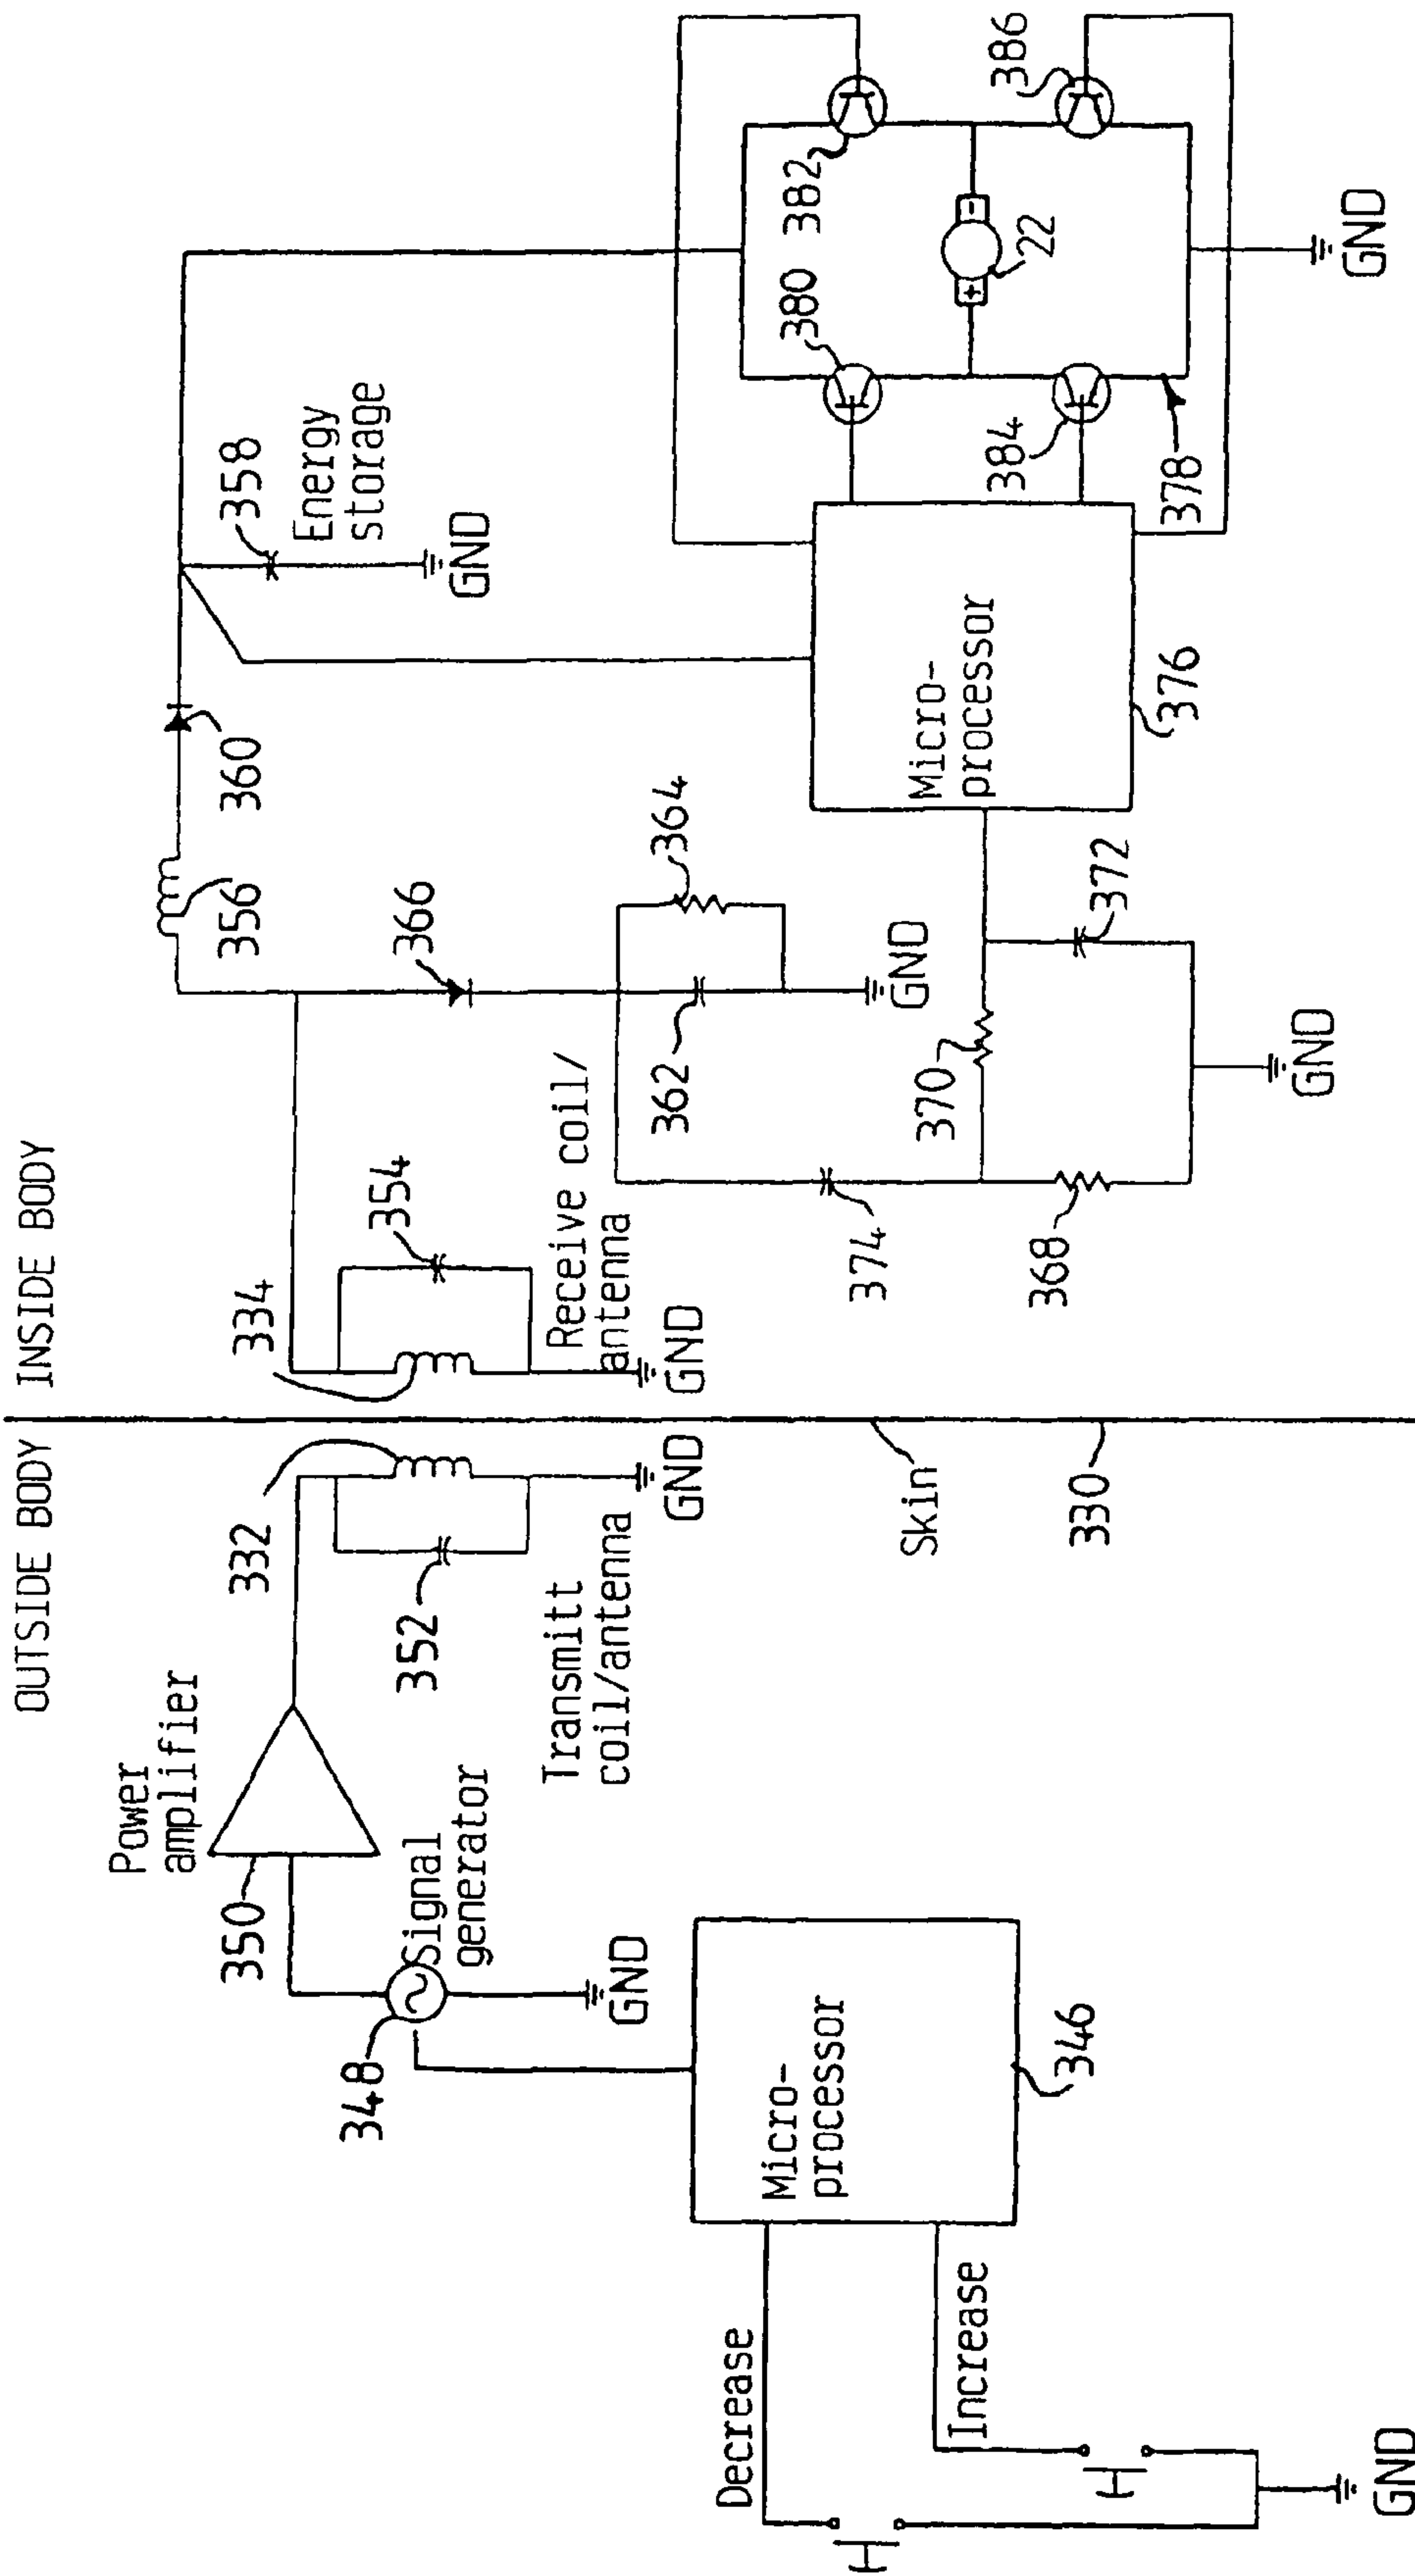 OUTSIDE BODY
INSIDE BODY
Power
amplifier
350
348
Signal
generator
GND
332
352
Transmitt
coil/antenna
GND
334
354
Receive coil/
antenna
GND
Skin
330
Micro-
processor
346
Decrease
Increase
GND
356
360
358
Energy
storage
GND
366
364
362
GND
374
370
368
372
GND
Micro-
processor
376
380
382
384
386
22
378
GND